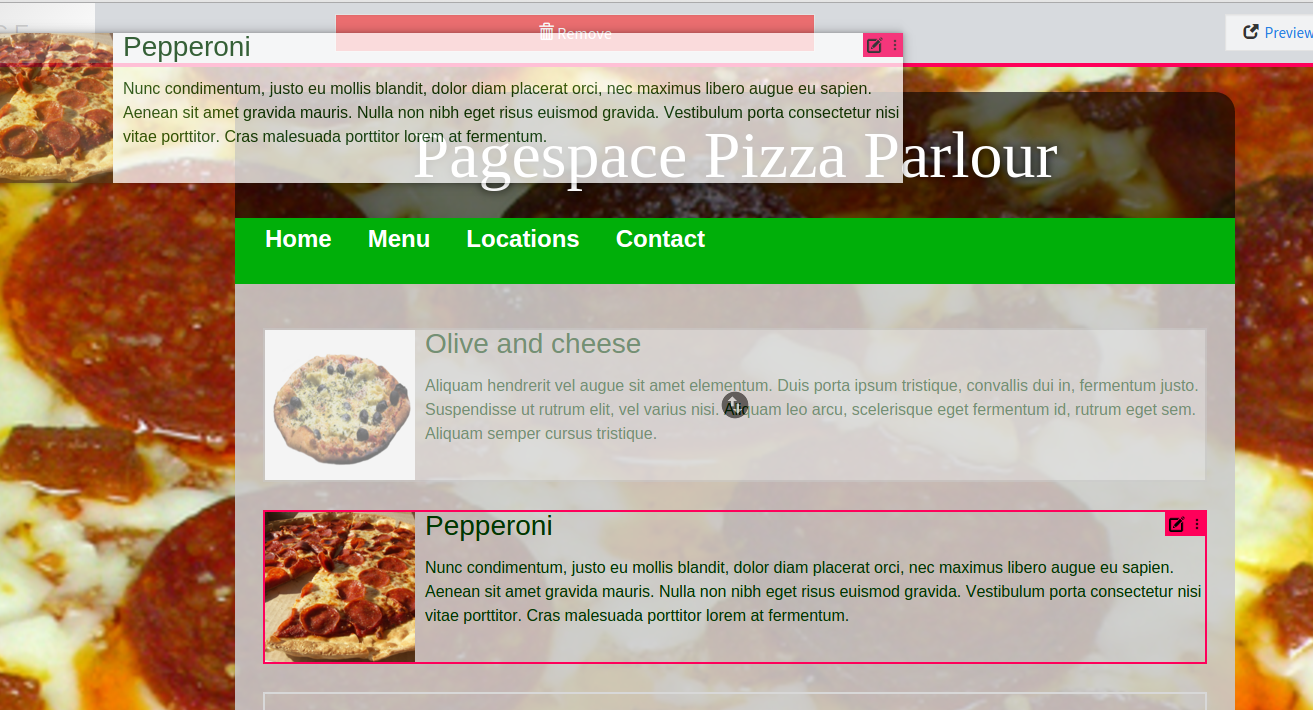 Remove
Preview
Pepperoni
Nunc condimentum, justo eu mollis blandit, dolor diam placerat orci, nec maximus libero augue eu sapien.
Aenean sit amet gravida mauris. Nulla non nibh eget risus euismod gravida. Vestibulum porta consectetur nisi
vitae porttitor. Cras malesuada porttitor lorem at fermentum.
Pagespace Pizza Parlour
Home Menu Locations Contact
Olive and cheese
Aliquam hendrerit vel augue sit amet elementum. Duis porta ipsum tristique, convallis dui in, fermentum justo.
Suspendisse ut rutrum elit, vel varius nisi. Aliquam leo arcu, scelerisque eget fermentum id, rutrum eget sem.
Aliquam semper cursus tristique.
Pepperoni
Nunc condimentum, justo eu mollis blandit, dolor diam placerat orci, nec maximus libero augue eu sapien.
Aenean sit amet gravida mauris. Nulla non nibh eget risus euismod gravida. Vestibulum porta consectetur nisi
vitae porttitor. Cras malesuada porttitor lorem at fermentum.